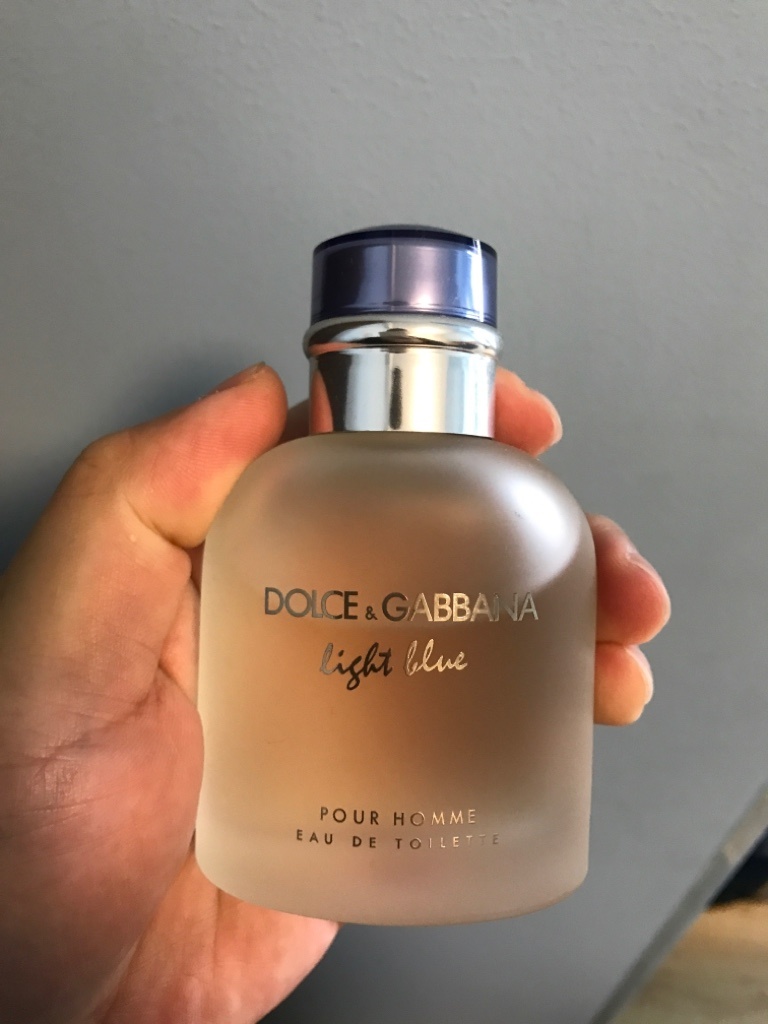 DOLCE & GABBANA
light blue
POUR HOMME
EAU DE TOILETTE